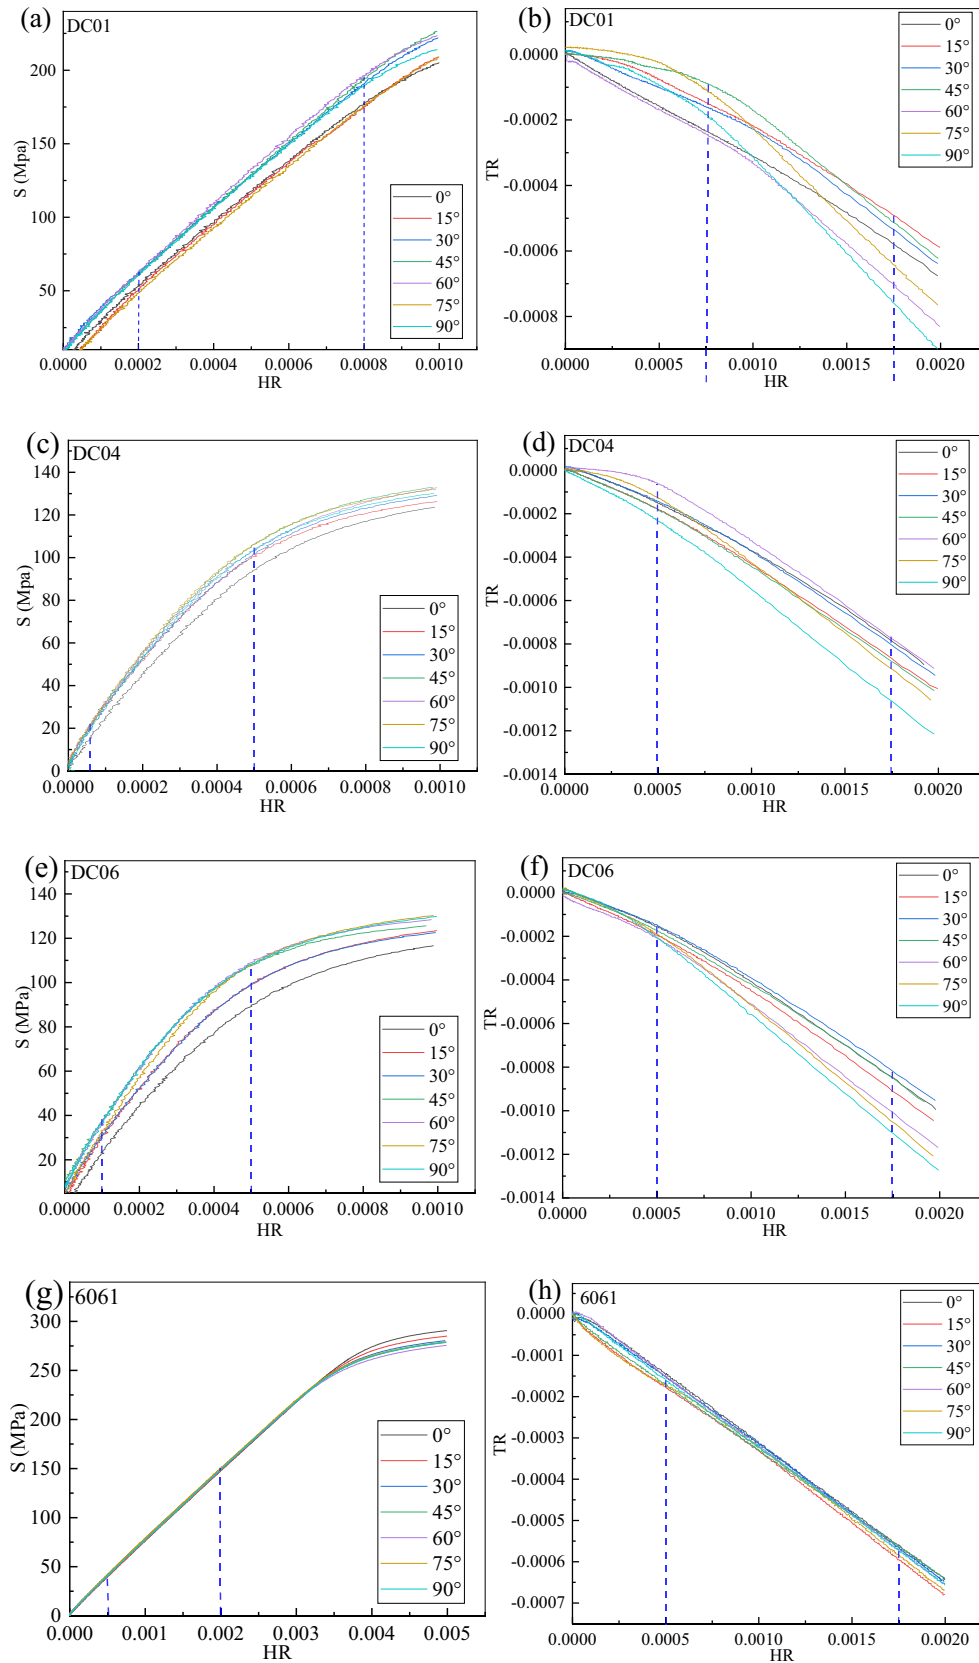 (a)
DC01
200
150
100
50
S (Mpa)
0°
15°
30°
45°
60°
75°
90°
0.0000 0.0002 0.0004 0.0006 0.0008 0.0010
HR
(b)
DC01
0.0000
-0.0002
-0.0004
-0.0006
-0.0008
TR
0°
15°
30°
45°
60°
75°
90°
0.0000 0.0005 0.0010 0.0015 0.0020
HR
(c)
DC04
140
120
100
80
60
40
20
0
S (Mpa)
0°
15°
30°
45°
60°
75°
90°
0.0000 0.0002 0.0004 0.0006 0.0008 0.0010
HR
(d)
DC04
0.0000
-0.0002
-0.0004
-0.0006
-0.0008
-0.0010
-0.0012
-0.0014
TR
0°
15°
30°
45°
60°
75°
90°
0.0000 0.0005 0.0010 0.0015 0.0020
HR
(e)
DC06
140
120
100
80
60
40
20
S (MPa)
0°
15°
30°
45°
60°
75°
90°
0.0000 0.0002 0.0004 0.0006 0.0008 0.0010
HR
(f)
DC06
0.0000
-0.0002
-0.0004
-0.0006
-0.0008
-0.0010
-0.0012
-0.0014
TR
0°
15°
30°
45°
60°
75°
90°
0.0000 0.0005 0.0010 0.0015 0.0020
HR
(g)
6061
300
250
200
150
100
50
0
S (MPa)
0°
15°
30°
45°
60°
75°
90°
0.000 0.001 0.002 0.003 0.004 0.005
HR
(h)
6061
0.0000
-0.0001
-0.0002
-0.0003
-0.0004
-0.0005
-0.0006
-0.0007
TR
0°
15°
30°
45°
60°
75°
90°
0.0000 0.0005 0.0010 0.0015 0.0020
HR